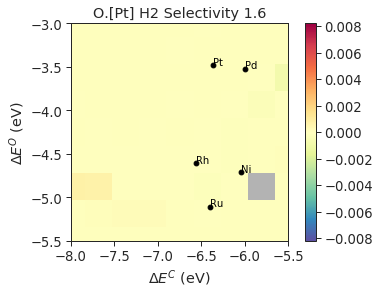 O.[Pt] H2 Selectivity 1.6
−3.0
−3.5
−4.0
−4.5
−5.0
−5.5
ΔE^O (eV)
Pt
Pd
Rh
Ni
Ru
−8.0 −7.5 −7.0 −6.5 −6.0 −5.5
ΔE^C (eV)
0.008
0.006
0.004
0.002
0.000
−0.002
−0.004
−0.006
−0.008